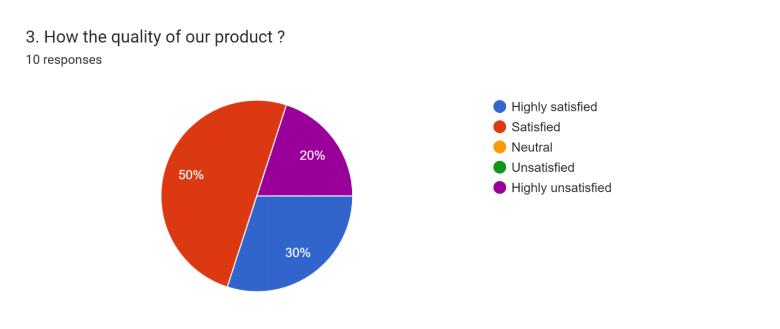 3. How the quality of our product ?
10 responses
20%
50%
30%
Highly satisfied
Satisfied
Neutral
Unsatisfied
Highly unsatisfied